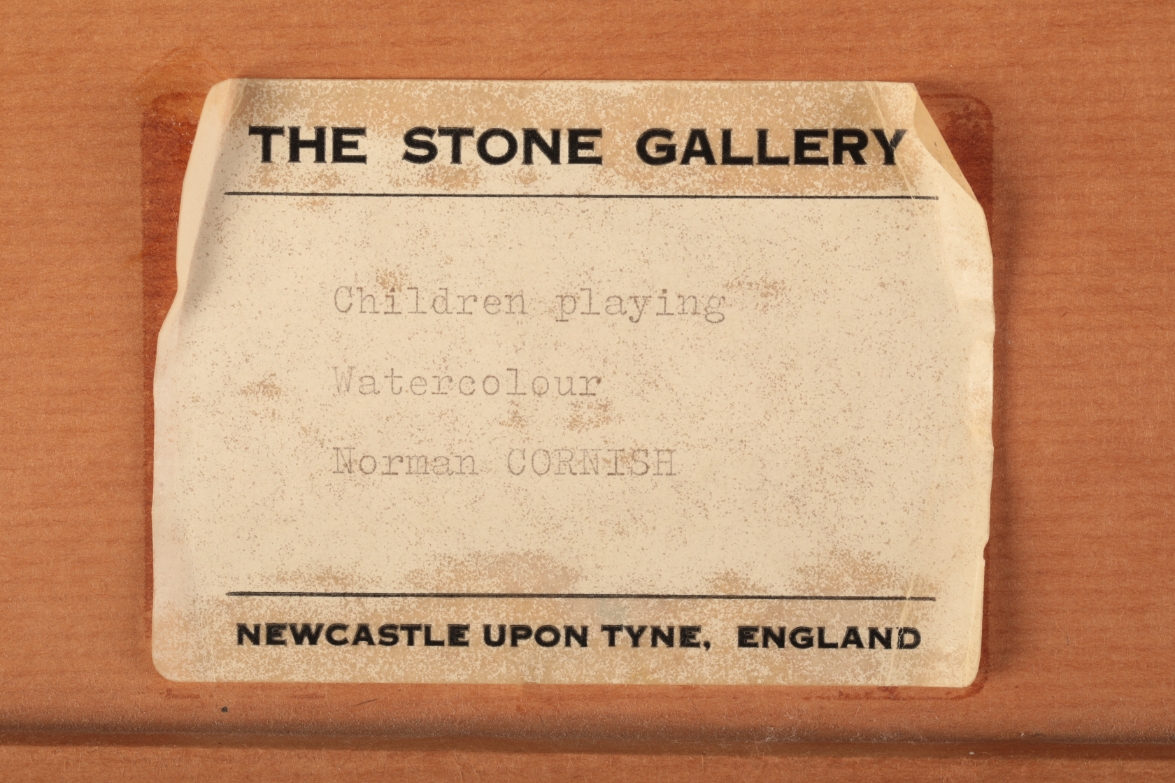 THE STONE GALLERY
Children playing
Watercolour
Norman CORNISH
NEWCASTLE UPON TYNE, ENGLAND